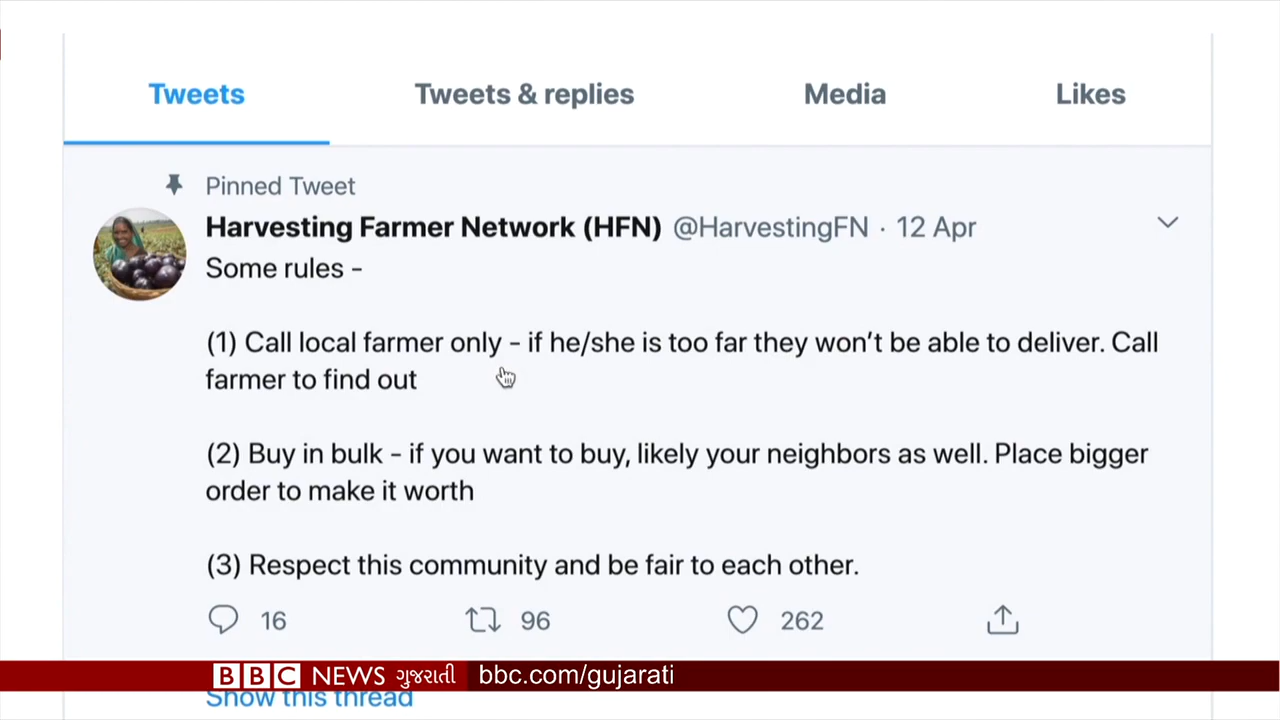 Tweets Tweets & replies Media Likes
Pinned Tweet
Harvesting Farmer Network (HFN) @HarvestingFN · 12 Apr
Some rules -
(1) Call local farmer only - if he/she is too far they won't be able to deliver. Call
farmer to find out
(2) Buy in bulk - if you want to buy, likely your neighbors as well. Place bigger
order to make it worth
(3) Respect this community and be fair to each other.
16 96 262
BBC NEWS ગુજરાતી bbc.com/gujarati
Show this thread